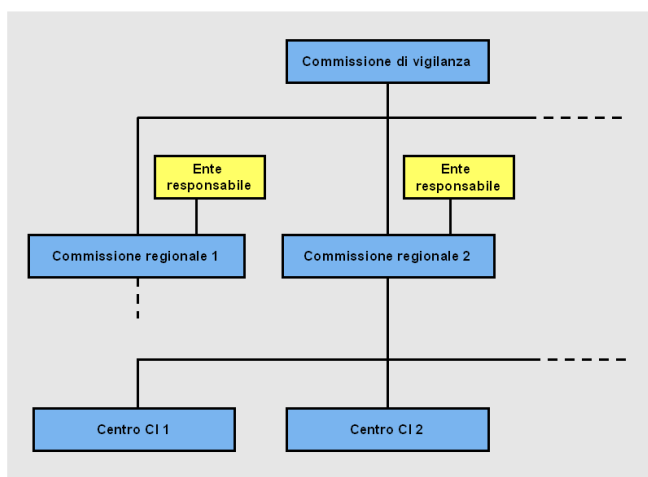 Commissione di vigilanza
Ente
responsabile
Ente
responsabile
Commissione regionale 1
Commissione regionale 2
Centro CI 1
Centro CI 2